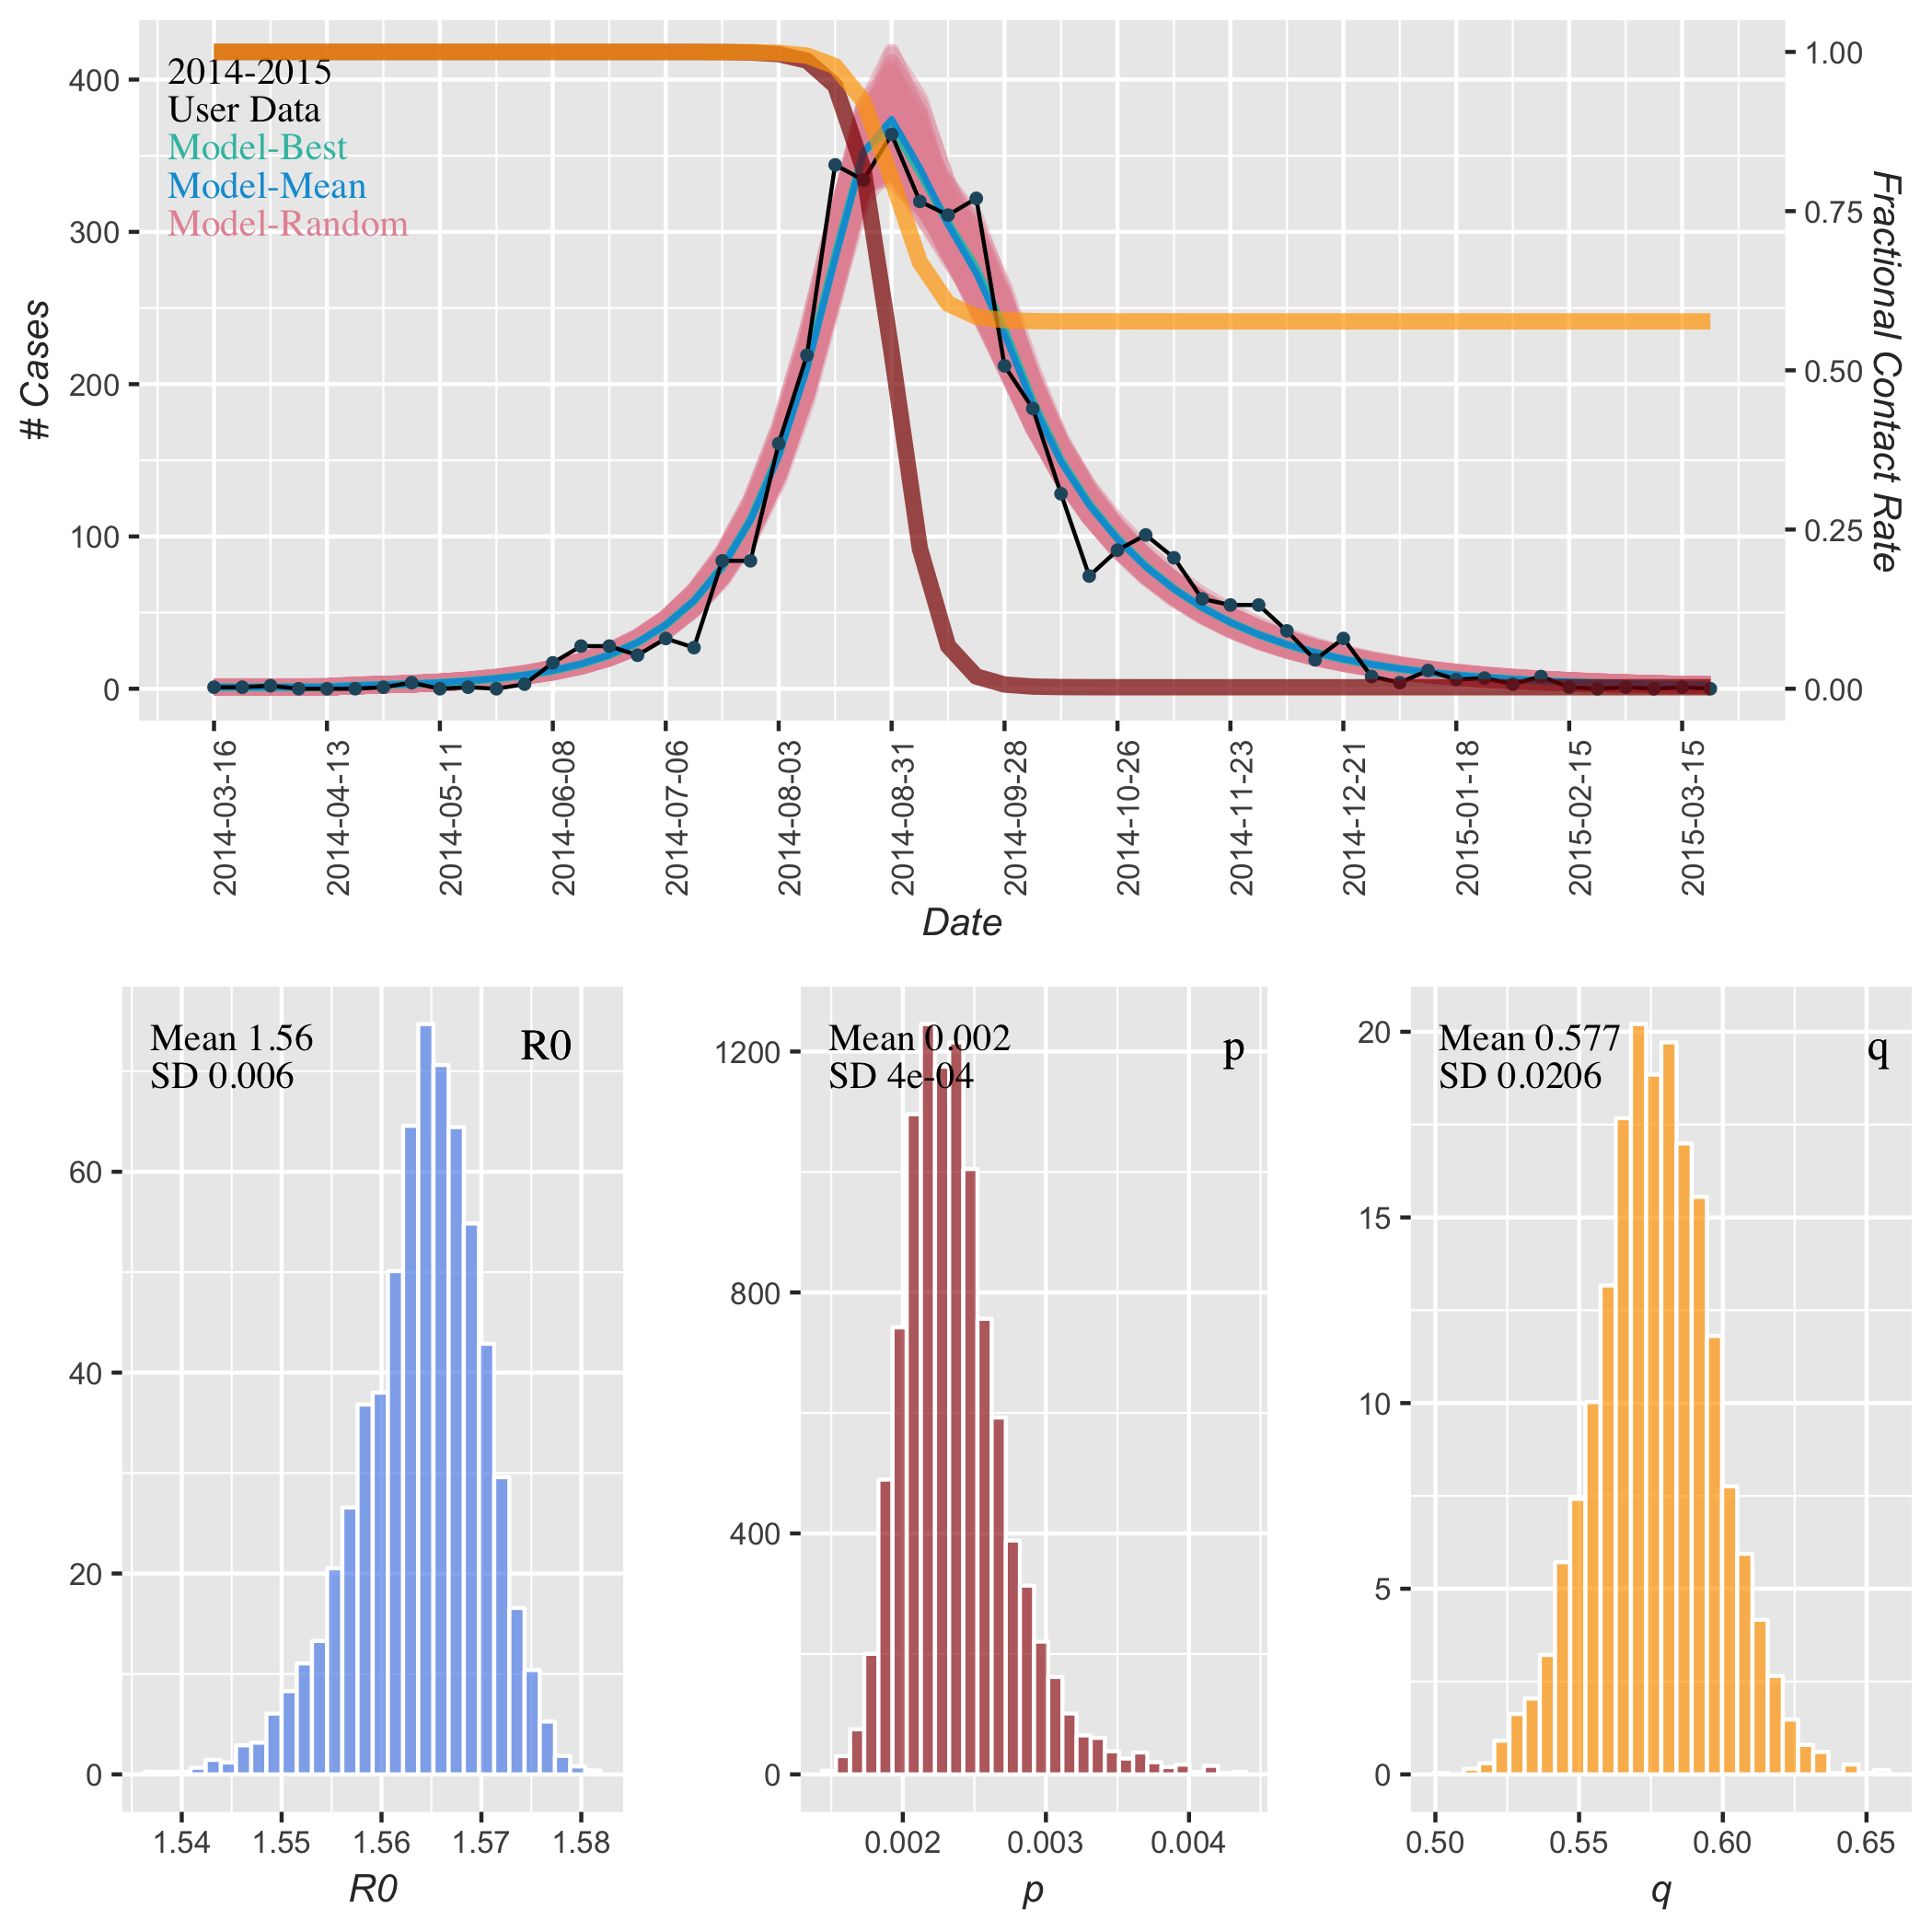 2014-2015
User Data
Model-Best
Model-Mean
Model-Random
# Cases
400
300
200
100
0
Fractional Contact Rate
1.00
0.75
0.50
0.25
0.00
2014-03-16
2014-04-13
2014-05-11
2014-06-08
2014-07-06
2014-08-03
2014-08-31
2014-09-28
2014-10-26
2014-11-23
2014-12-21
2015-01-18
2015-02-15
2015-03-15
Date
Mean 1.56
SD 0.006
R0
60
40
20
0
1.54 1.55 1.56 1.57 1.58
R0
Mean 0.002
SD 4e-04
p
1200
800
400
0
0.002 0.003 0.004
p
Mean 0.577
SD 0.0206
q
20
15
10
5
0
0.50 0.55 0.60 0.65
q